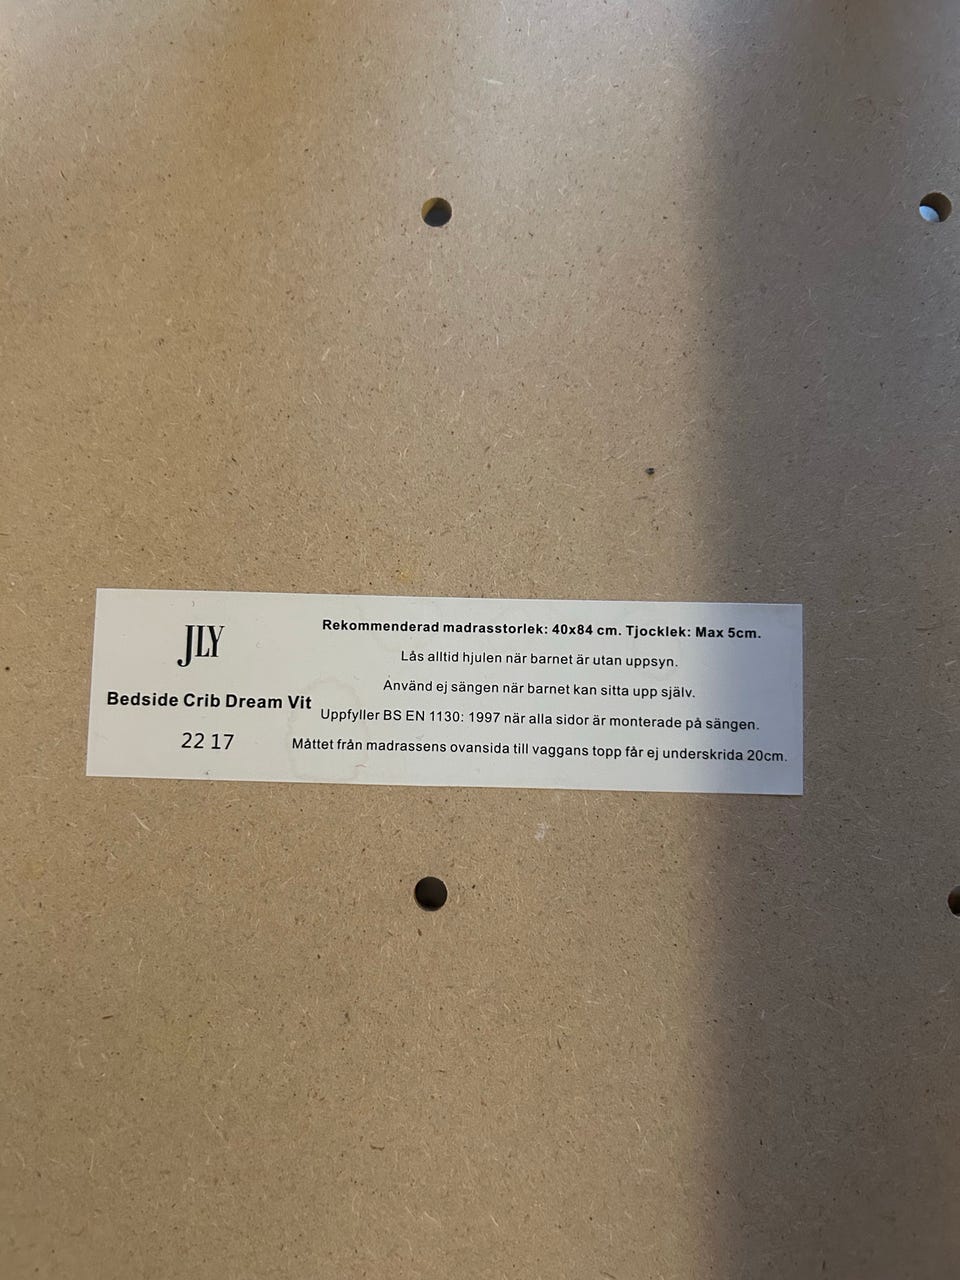 JLY
Bedside Crib Dream Vit
22 17
Rekommenderad madrasstorlek: 40x84 cm. Tjocklek: Max 5cm.
Lås alltid hjulen när barnet är utan uppsyn.
Använd ej sängen när barnet kan sitta upp själv.
Uppfyller BS EN 1130: 1997 när alla sidor är monterade på sängen.
Måttet från madrassens ovansida till vaggans topp får ej underskrida 20cm.